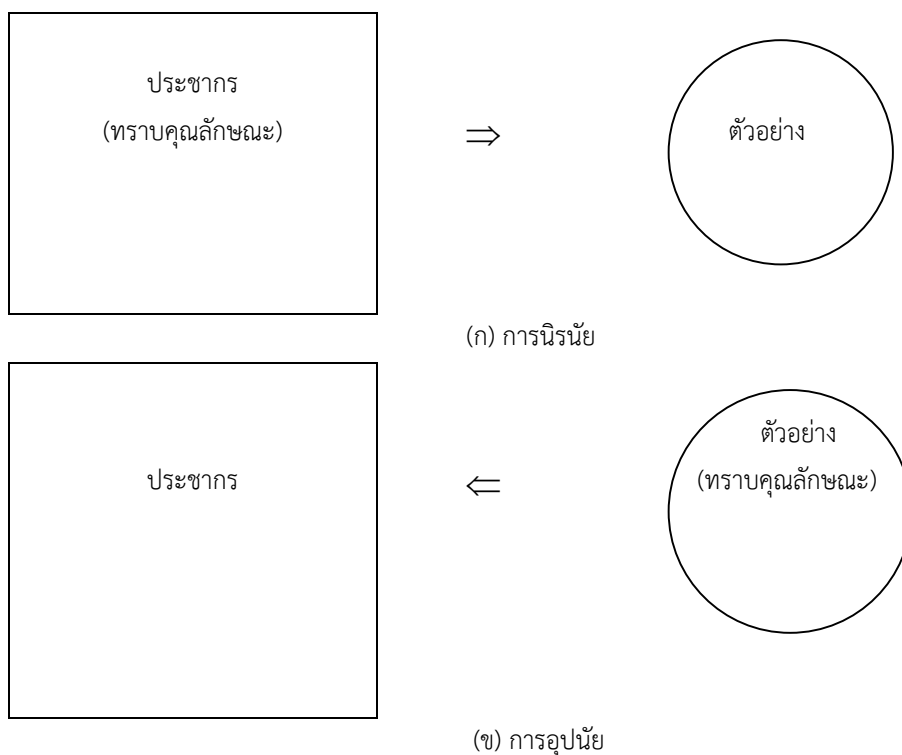 ประชากร
(ทราบคุณลักษณะ)
⇒
ตัวอย่าง
(ก) การนิรนัย
ประชากร
⇐
ตัวอย่าง
(ทราบคุณลักษณะ)
(ข) การอุปนัย